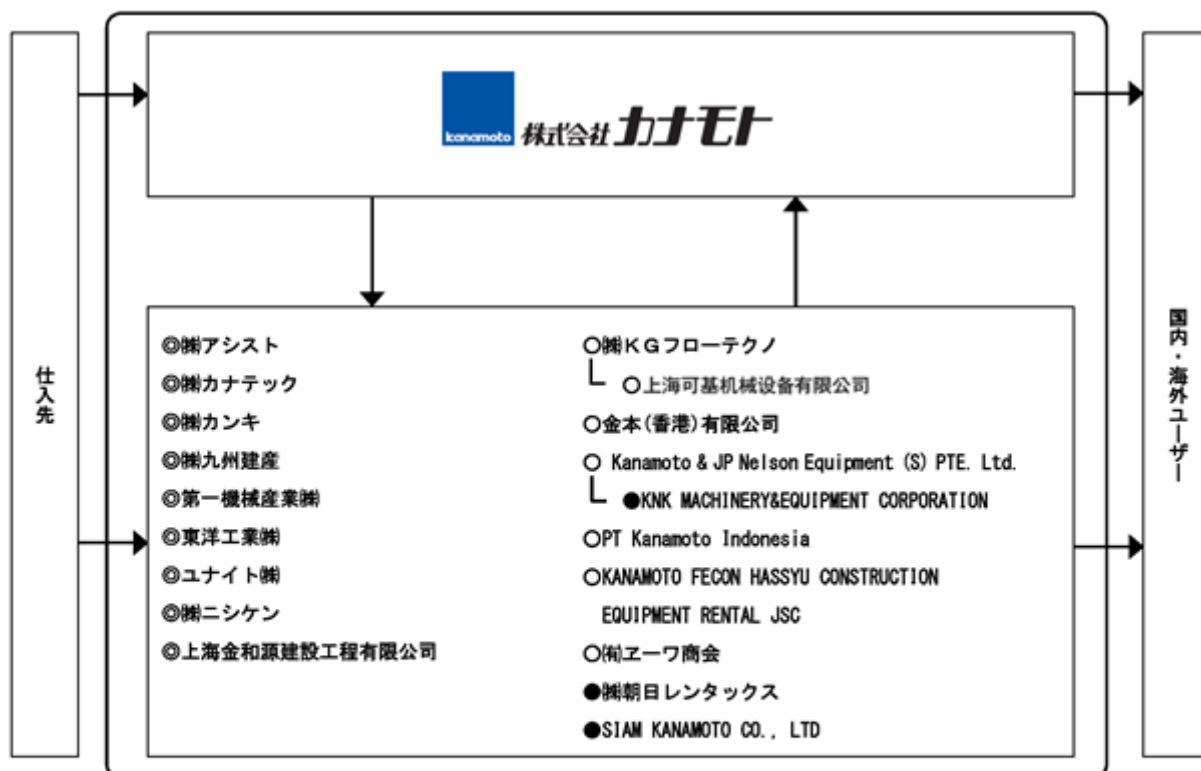 kanamoto
株式会社カナモト
仕入先
◎㈱アシスト
◎㈱カナテック
◎㈱カンキ
◎㈱九州建産
◎第一機械産業㈱
◎東洋工業㈱
◎ユナイト㈱
◎㈱ニシケン
◎上海金和源建設工程有限公司
○㈱KGフローテクノ
○上海可基机械设备有限公司
○金本(香港)有限公司
○ Kanamoto & JP Nelson Equipment (S) PTE. Ltd.
●KNK MACHINERY&EQUIPMENT CORPORATION
○PT Kanamoto Indonesia
○KANAMOTO FECON HASSYU CONSTRUCTION
EQUIPMENT RENTAL JSC
○㈲ヱーワ商会
●㈱朝日レンタックス
●SIAM KANAMOTO CO., LTD
国内・海外ユーザー